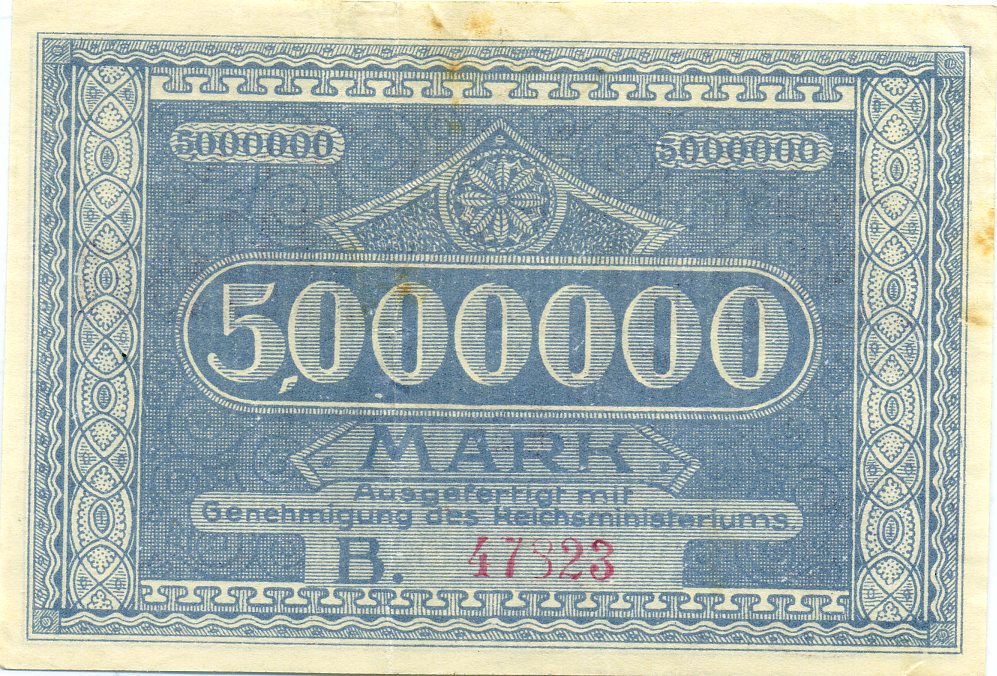 5000000 5000000
5,000000
MARK.
Ausgefertigt mit
Genehmigung des Reichsministeriums.
B. 47823